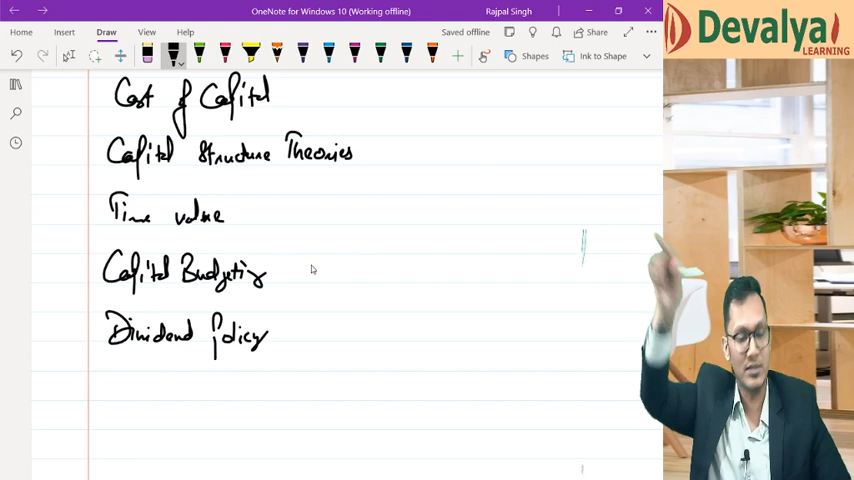 OneNote for Windows 10 (Working offline)
Rajpal Singh
Home Insert Draw View Help
Saved offline
Share
Shapes
Ink to Shape
Devalya
LEARNING
Cost of Capital
Capital Structure Theories
Time value
Capital Budgeting
Dividend Policy